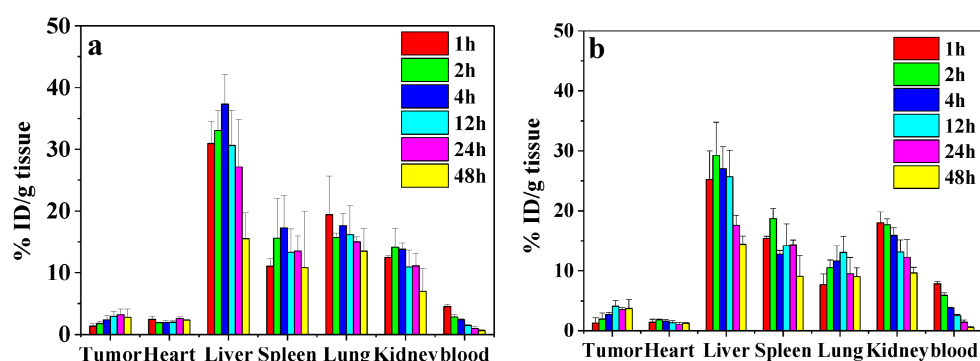 a
% ID/g tissue
50
40
30
20
10
0
1h
2h
4h
12h
24h
48h
Tumor Heart Liver Spleen Lung Kidney blood
b
% ID/g tissue
50
40
30
20
10
0
1h
2h
4h
12h
24h
48h
Tumor Heart Liver Spleen Lung Kidney blood